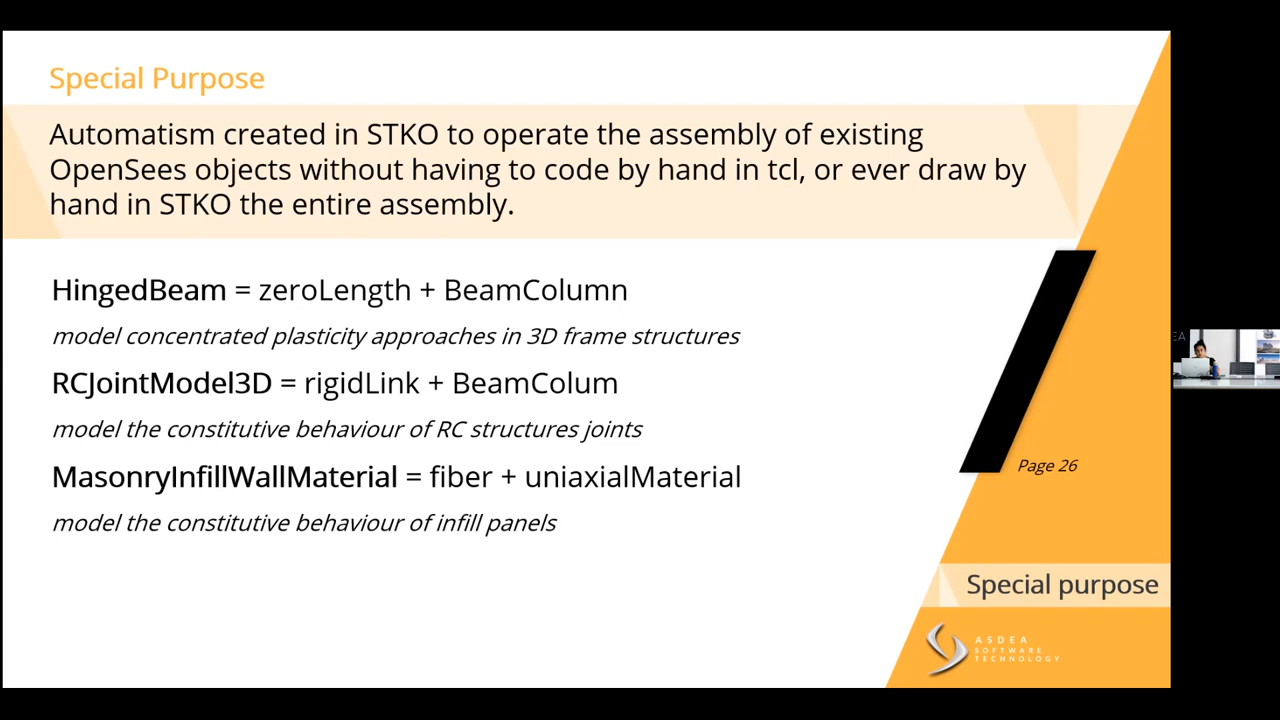 Special Purpose
Automatism created in STKO to operate the assembly of existing
OpenSees objects without having to code by hand in tcl, or ever draw by
hand in STKO the entire assembly.
HingedBeam = zeroLength + BeamColumn
model concentrated plasticity approaches in 3D frame structures
RCJointModel3D = rigidLink + BeamColum
model the constitutive behaviour of RC structures joints
MasonryInfillWallMaterial = fiber + uniaxialMaterial
model the constitutive behaviour of infill panels
Page 26
Special purpose
ASDEA
SOFTWARE
TECHNOLOGY
EA